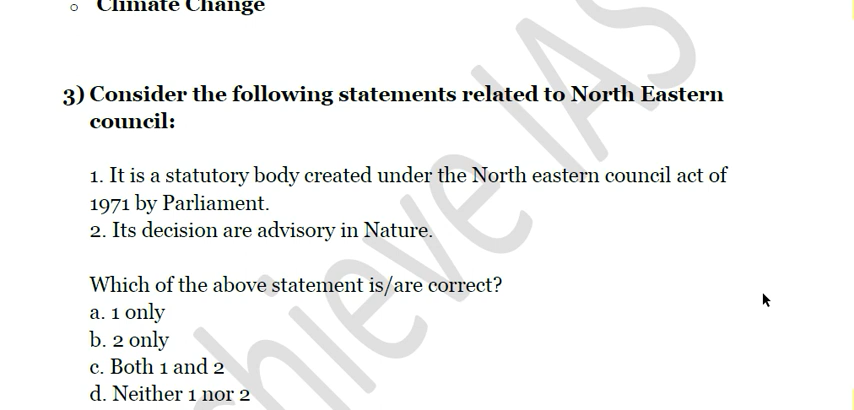 o Climate Change
3) Consider the following statements related to North Eastern
council:
1. It is a statutory body created under the North eastern council act of
1971 by Parliament.
2. Its decision are advisory in Nature.
Which of the above statement is/are correct?
a. 1 only
b. 2 only
c. Both 1 and 2
d. Neither 1 nor 2
hieve IAS